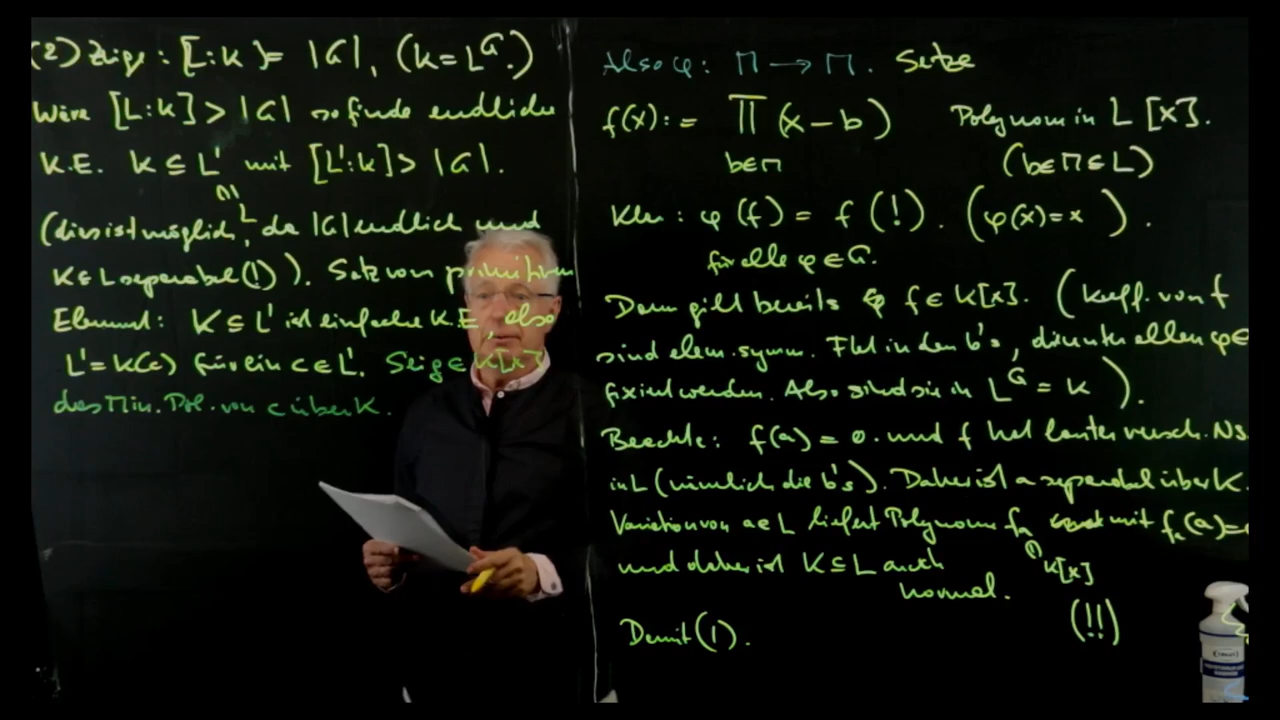 (2) Zeige: [L:K] = |G|, (K = L^G.)
Wäre [L:K] > |G| so finde endliche
K.E. K ⊆ L' mit [L':K] > |G|.
∩|
L
(dies ist möglich, da |G| endlich und
K ⊆ L separabel (!) ). Satz vom primitiven
Element: K ⊆ L' ist einfache K.E., also
L' = K(c) für ein c ∈ L'. Sei g ∈ K[x]
das Min. Pol. von c über K.
Also φ: M → M. Setze
f(x) := ∏ (x − b) Polynom in L [x].
b∈M (b∈M⊆L)
Klar: φ(f) = f (!). (φ(x)=x).
für alle φ ∈ G.
Dann gilt bereits f ∈ K[x]. (Koeff. von f
sind elem. symm. Fkt in den b's, die unter allen φ∈
fixiert werden. Also sind sie in L^G = K ).
Beachte: f(a) = 0. und f hat lauter versch. NS.
in L (nämlich die b's). Daher ist a separabel über K.
Variation von a∈L liefert Polynome f_a mit f_a(a)=
∩
K[x]
und daher ist K ⊆ L auch
normal.
(!!)
Damit (1).